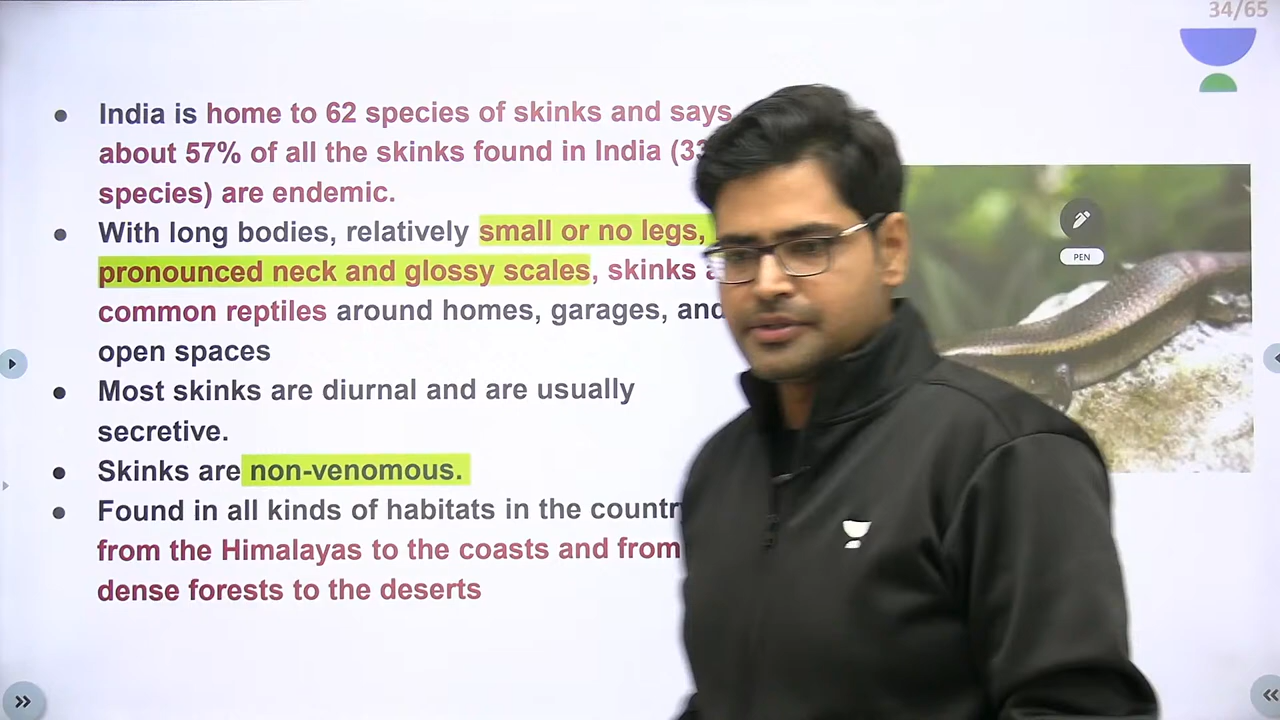 34/65
India is home to 62 species of skinks and says
about 57% of all the skinks found in India (33
species) are endemic.
With long bodies, relatively small or no legs,
pronounced neck and glossy scales, skinks
common reptiles around homes, garages, and
open spaces
PEN
Most skinks are diurnal and are usually
secretive.
Skinks are non-venomous.
Found in all kinds of habitats in the country
from the Himalayas to the coasts and from
dense forests to the deserts